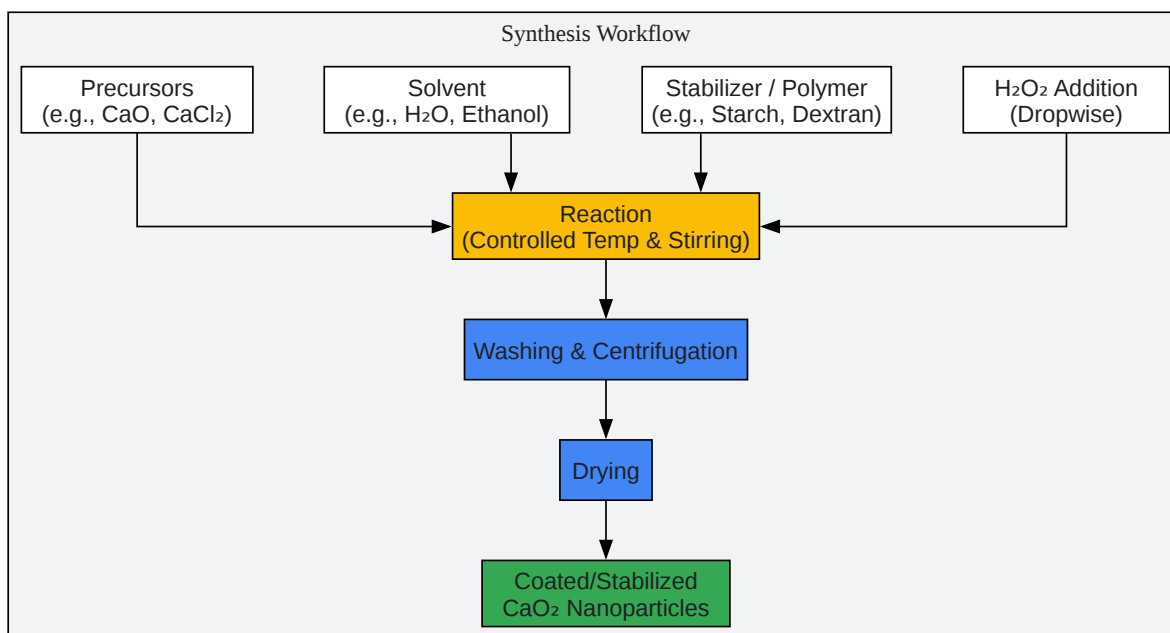 Synthesis Workflow
Precursors
(e.g., CaO, CaCl₂)
Solvent
(e.g., H₂O, Ethanol)
Stabilizer / Polymer
(e.g., Starch, Dextran)
H₂O₂ Addition
(Dropwise)
Reaction
(Controlled Temp & Stirring)
Washing & Centrifugation
Drying
Coated/Stabilized
CaO₂ Nanoparticles